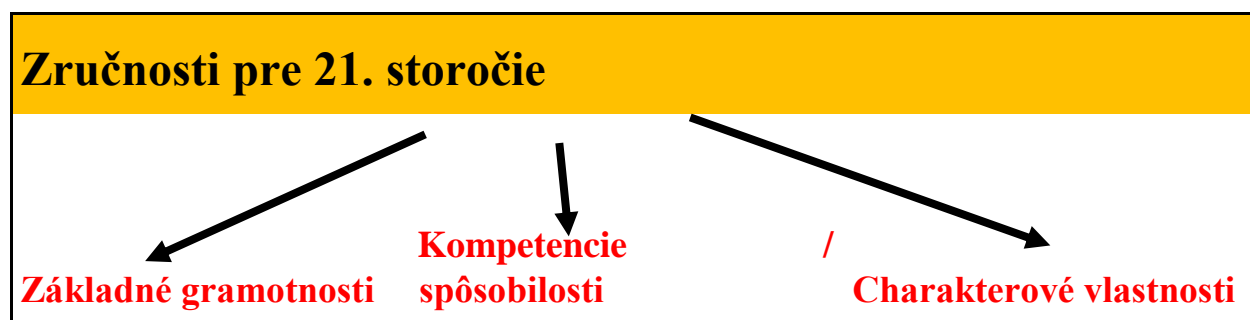 Zručnosti pre 21. storočie
Kompetencie /
Základné gramotnosti spôsobilosti Charakterové vlastnosti